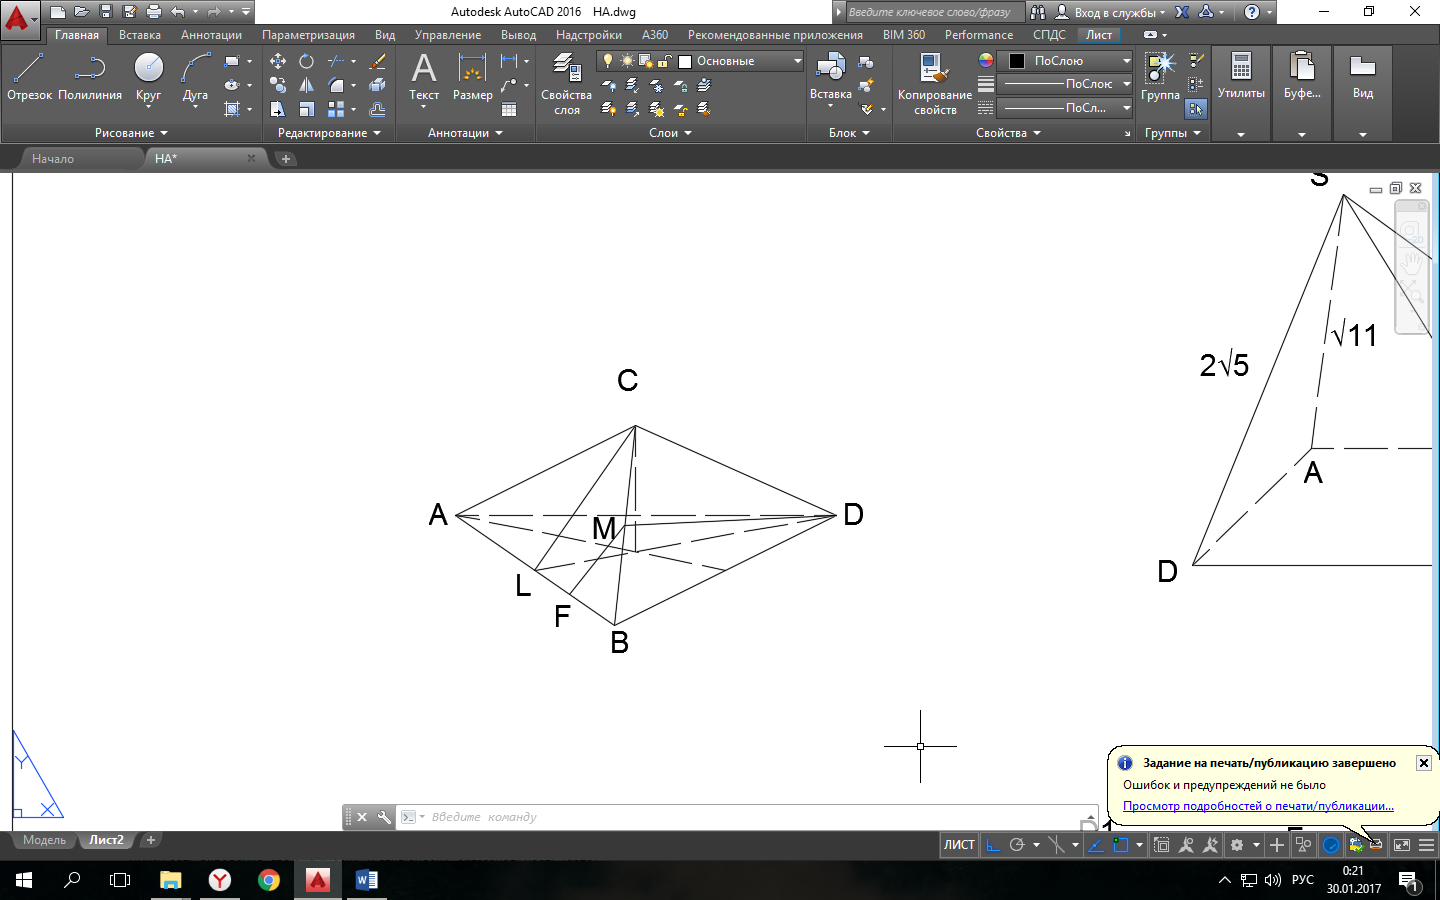 Autodesk AutoCAD 2016 HA.dwg
Введите ключевое слово/фразу
Вход в службы
Главная Вставка Аннотации Параметризация Вид Управление Вывод Надстройки A360 Рекомендованные приложения BIM 360 Performance СПДС Лист
Отрезок Полилиния Круг Дуга
Текст Размер
Свойства слоя
Основные
Вставка
Копирование свойств
ПоСлою
ПоСлою
ПоСл...
Группа
Утилиты
Буфе...
Вид
Рисование Редактирование Аннотации Слои Блок Свойства Группы
Начало HA*
S
√11
2√5
C
A
M
D
A
L
D
F
B
Y
X
Задание на печать/публикацию завершено
Ошибок и предупреждений не было
Просмотр подробностей о печати/публикации...
Введите команду
Модель Лист2
ЛИСТ
РУС
0:21
30.01.2017
1